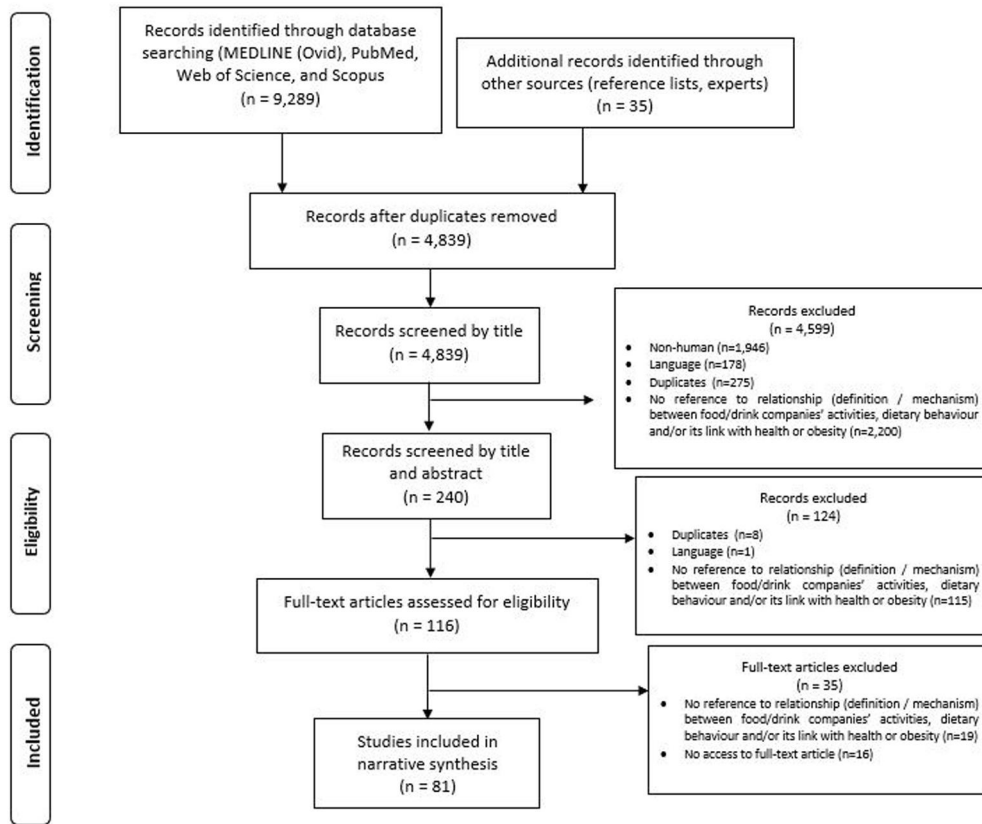 Identification
Records identified through database
searching (MEDLINE (Ovid), PubMed,
Web of Science, and Scopus
(n = 9,289)
Additional records identified through
other sources (reference lists, experts)
(n = 35)
Records after duplicates removed
(n = 4,839)
Screening
Records screened by title
(n = 4,839)
Records excluded
(n = 4,599)
• Non-human (n=1,946)
• Language (n=178)
• Duplicates (n=275)
• No reference to relationship (definition / mechanism)
between food/drink companies' activities, dietary behaviour
and/or its link with health or obesity (n=2,200)
Eligibility
Records screened by title
and abstract
(n = 240)
Records excluded
(n = 124)
• Duplicates (n=8)
• Language (n=1)
• No reference to relationship (definition / mechanism)
between food/drink companies' activities, dietary
behaviour and/or its link with health or obesity (n=115)
Full-text articles assessed for eligibility
(n = 116)
Included
Full-text articles excluded
(n = 35)
• No reference to relationship (definition / mechanism)
between food/drink companies' activities, dietary
behaviour and/or its link with health or obesity (n=19)
• No access to full-text article (n=16)
Studies included in
narrative synthesis
(n = 81)